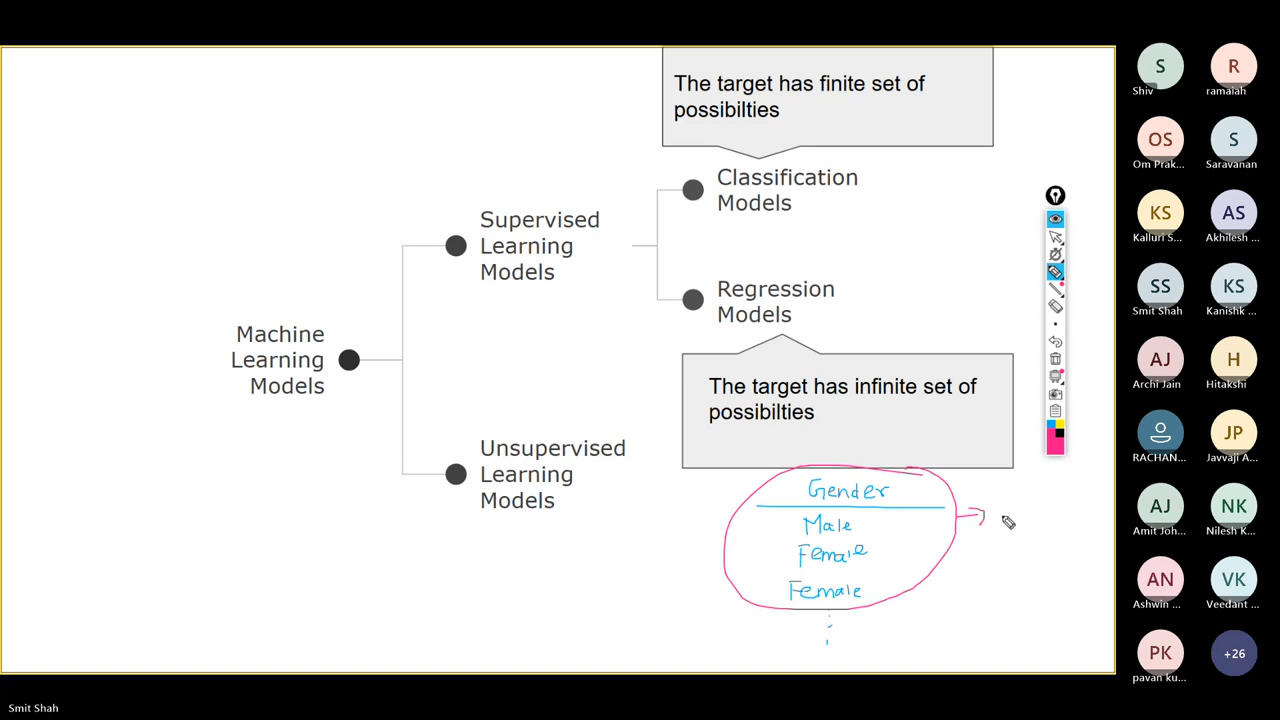 The target has finite set of
possibilties
Classification
Models
Supervised
Learning
Models
Regression
Models
Machine
Learning
Models
The target has infinite set of
possibilties
Unsupervised
Learning
Models
Gender
Male
Female
Female
S
Shiv
R
ramaiah
OS
Om Prak...
S
Saravanan
KS
Kalluri S...
AS
Akhilesh ...
SS
Smit Shah
KS
Kanishk ...
AJ
Archi Jain
H
Hitakshi
RACHAN...
JP
Javvaji A...
AJ
Amit Joh...
NK
Nilesh K...
AN
Ashwin ...
VK
Veedant ...
PK
pavan ku...
+26
Smit Shah